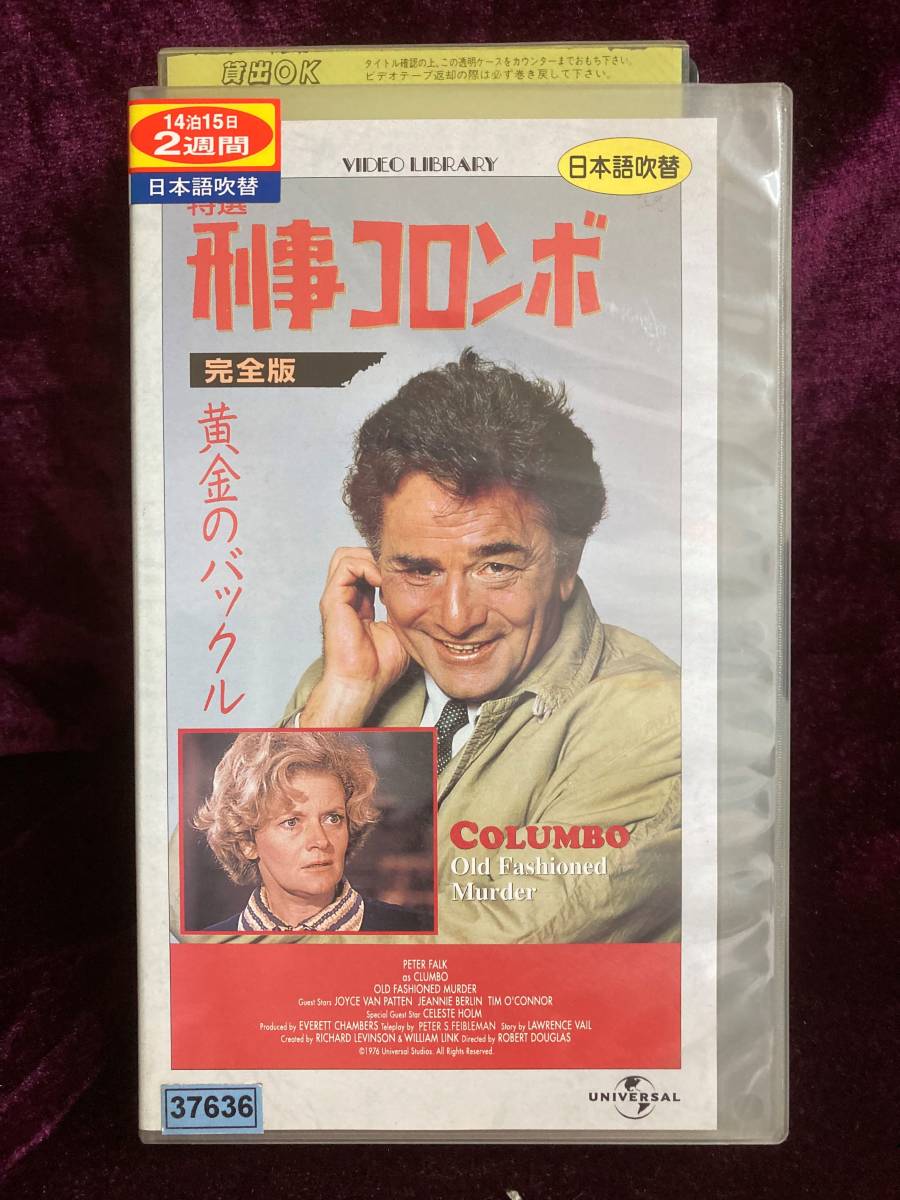 貸出OK
タイトル確認の上、この透明ケースをカウンターまでおもち下さい。
ビデオテープ返却の際は必ず巻き戻して下さい。
14泊15日
2週間
日本語吹替
VIDEO LIBRARY
日本語吹替
特選
刑事コロンボ
完全版
黄金のバックル
COLUMBO
Old Fashioned
Murder
PETER FALK
as CLUMBO
OLD FASHIONED MURDER
Guest Stars JOYCE VAN PATTEN JEANNIE BERLIN TIM O'CONNOR
Special Guest Star CELESTE HOLM
Produced by EVERETT CHAMBERS Teleplay by PETER S.FEIBLEMAN Story by LAWRENCE VAIL
Created by RICHARD LEVINSON & WILLIAM LINK Directed by ROBERT DOUGLAS
©1976 Universal Studios. All Rights Reserved.
37636
UNIVERSAL